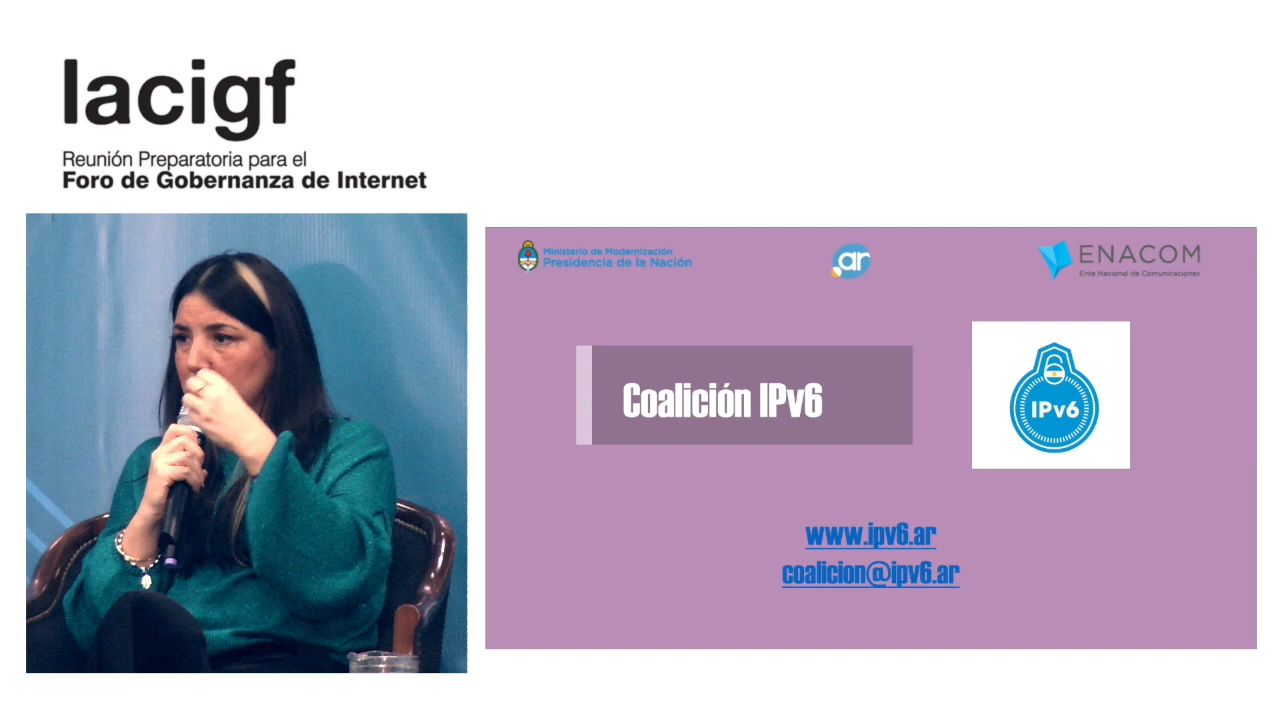 lacigf
Reunión Preparatoria para el
Foro de Gobernanza de Internet
Ministerio de Modernización
Presidencia de la Nación
.ar
ENACOM
Ente Nacional de Comunicaciones
Coalición IPv6
IPv6
www.ipv6.ar
coalicion@ipv6.ar